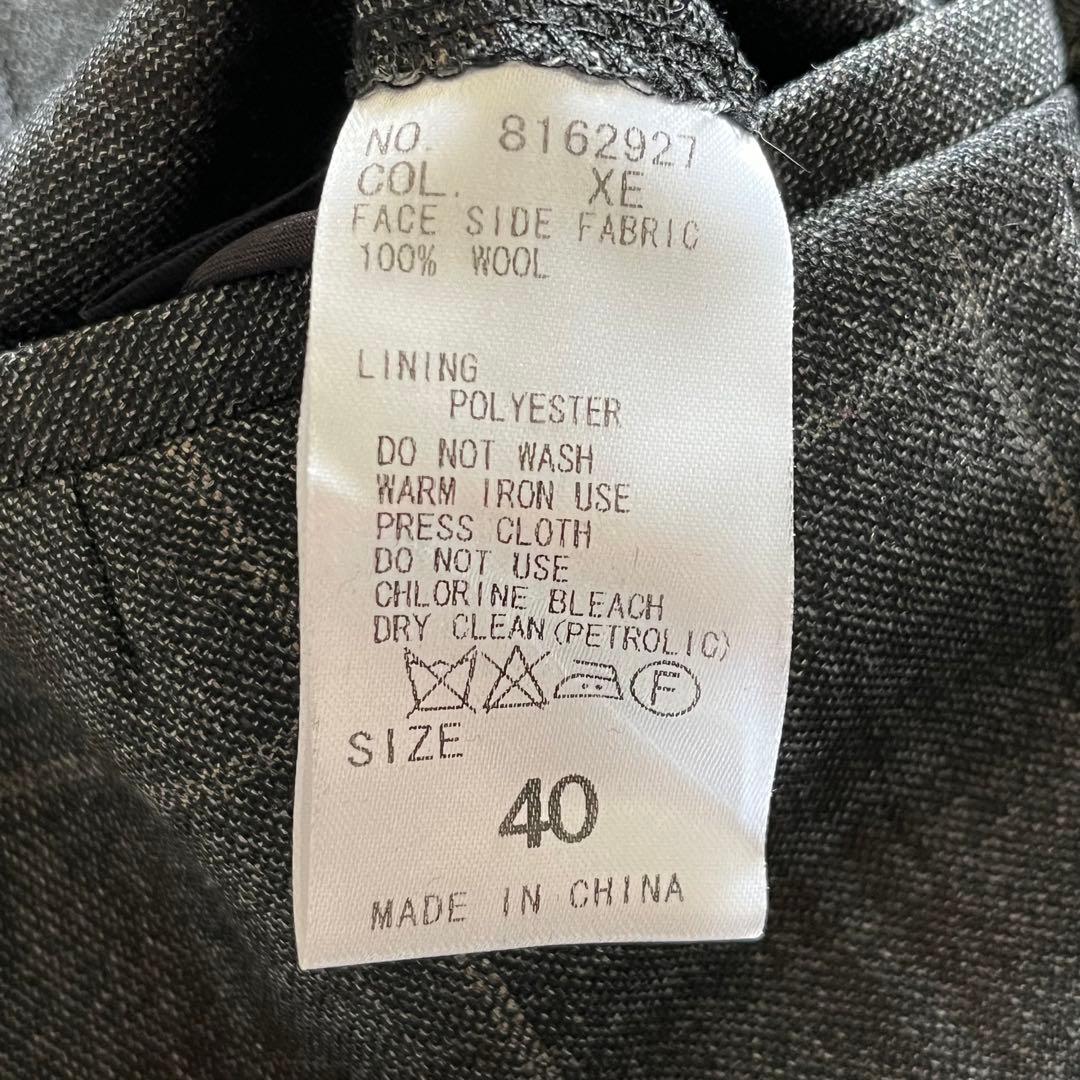 NO. 8162927
COL. XE
FACE SIDE FABRIC
100% WOOL
LINING
POLYESTER
DO NOT WASH
WARM IRON USE
PRESS CLOTH
DO NOT USE
CHLORINE BLEACH
DRY CLEAN(PETROLIC)
F
SIZE
40
MADE IN CHINA